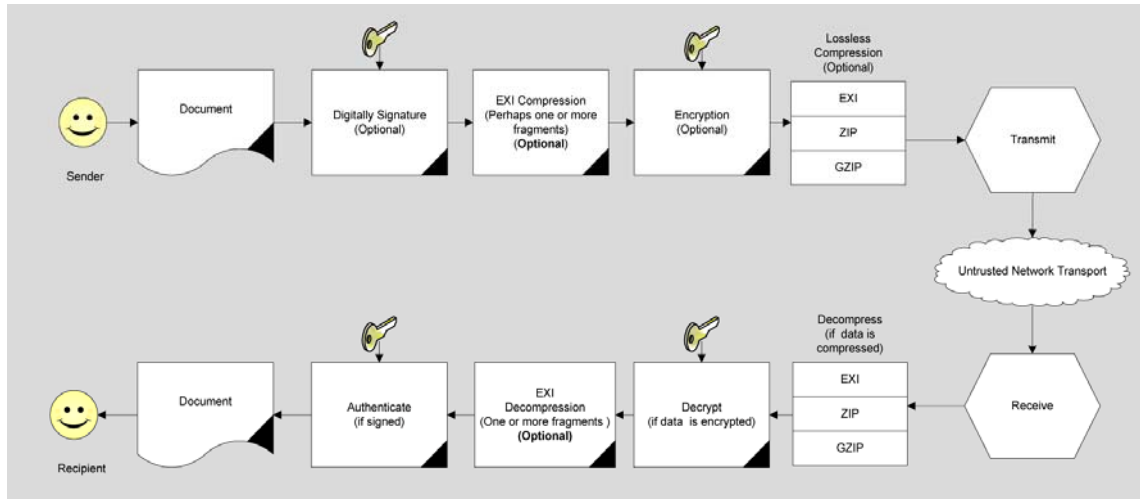 Sender
Document
Digitally Signature
(Optional)
EXI Compression
(Perhaps one or more
fragments)
(Optional)
Encryption
(Optional)
Lossless
Compression
(Optional)
EXI
ZIP
GZIP
Transmit
Untrusted Network Transport
Receive
Decompress
(if data is
compressed)
EXI
ZIP
GZIP
Decrypt
(if data is encrypted)
EXI
Decompression
(One or more fragments )
(Optional)
Authenticate
(if signed)
Document
Recipient